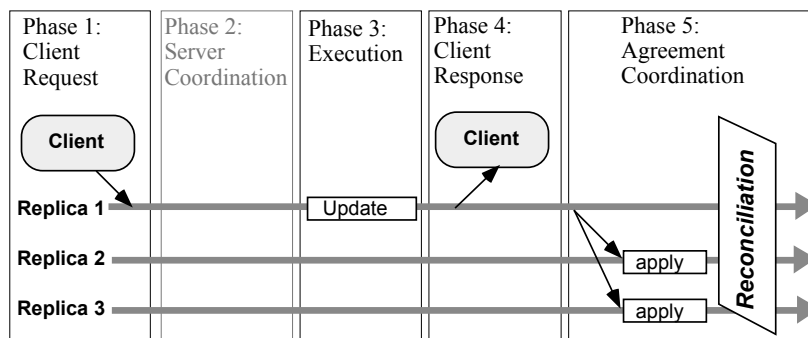 Phase 1:
Client
Request
Phase 2:
Server
Coordination
Phase 3:
Execution
Phase 4:
Client
Response
Phase 5:
Agreement
Coordination
Client
Client
Replica 1
Update
Replica 2
apply
Replica 3
apply
Reconciliation